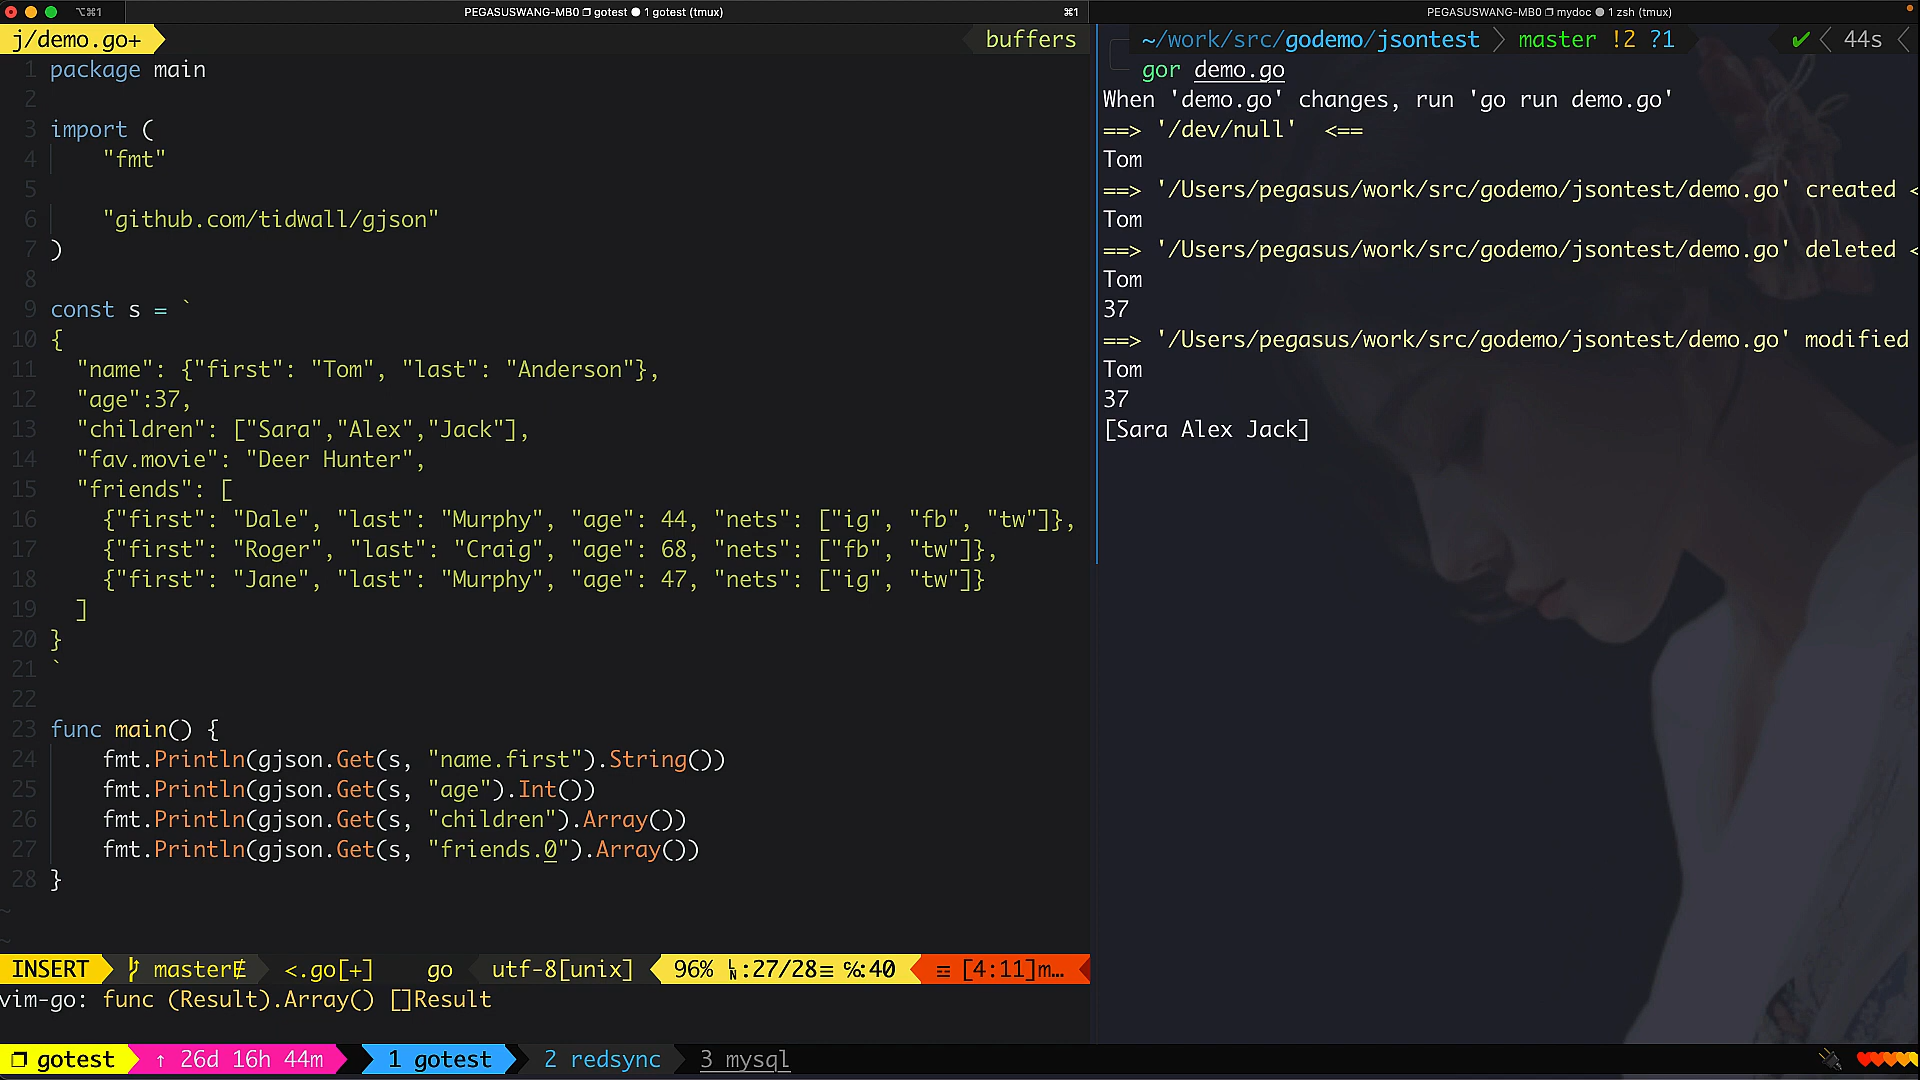 ⌥⌘1
PEGASUSWANG-MB0 ❐ gotest ● 1 gotest (tmux)
⌘1
j/demo.go+
buffers
1 package main
2
3 import (
4     "fmt"
5
6     "github.com/tidwall/gjson"
7 )
8
9 const s = `
10 {
11   "name": {"first": "Tom", "last": "Anderson"},
12   "age":37,
13   "children": ["Sara","Alex","Jack"],
14   "fav.movie": "Deer Hunter",
15   "friends": [
16     {"first": "Dale", "last": "Murphy", "age": 44, "nets": ["ig", "fb", "tw"]},
17     {"first": "Roger", "last": "Craig", "age": 68, "nets": ["fb", "tw"]},
18     {"first": "Jane", "last": "Murphy", "age": 47, "nets": ["ig", "tw"]}
19   ]
20 }
21 `
22
23 func main() {
24     fmt.Println(gjson.Get(s, "name.first").String())
25     fmt.Println(gjson.Get(s, "age").Int())
26     fmt.Println(gjson.Get(s, "children").Array())
27     fmt.Println(gjson.Get(s, "friends.0").Array())
28 }
~
~
INSERT master <.go[+] go utf-8[unix] 96% :27/28≡ ℅:40 [4:11]m…
vim-go: func (Result).Array() []Result
❐ gotest ↑ 26d 16h 44m 1 gotest 2 redsync 3 mysql
PEGASUSWANG-MB0 ❐ mydoc ● 1 zsh (tmux)
~/work/src/godemo/jsontest master !2 ?1 ✔ 44s
gor demo.go
When 'demo.go' changes, run 'go run demo.go'
==> '/dev/null'  <==
Tom
==> '/Users/pegasus/work/src/godemo/jsontest/demo.go' created <
Tom
==> '/Users/pegasus/work/src/godemo/jsontest/demo.go' deleted <
Tom
37
==> '/Users/pegasus/work/src/godemo/jsontest/demo.go' modified
Tom
37
[Sara Alex Jack]